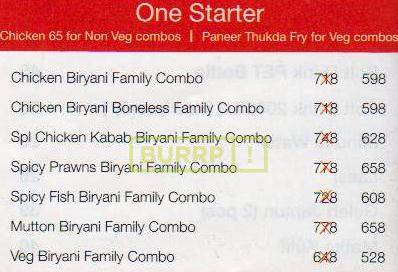 One Starter
Chicken 65 for Non Veg combos | Paneer Thukda Fry for Veg combos
Chicken Biryani Family Combo 718 598
Chicken Biryani Boneless Family Combo 718 598
Spl Chicken Kabab Biryani Family Combo 748 628
BURRP!
Spicy Prawns Biryani Family Combo 778 658
Spicy Fish Biryani Family Combo 728 608
Mutton Biryani Family Combo 778 658
Veg Biryani Family Combo 648 528